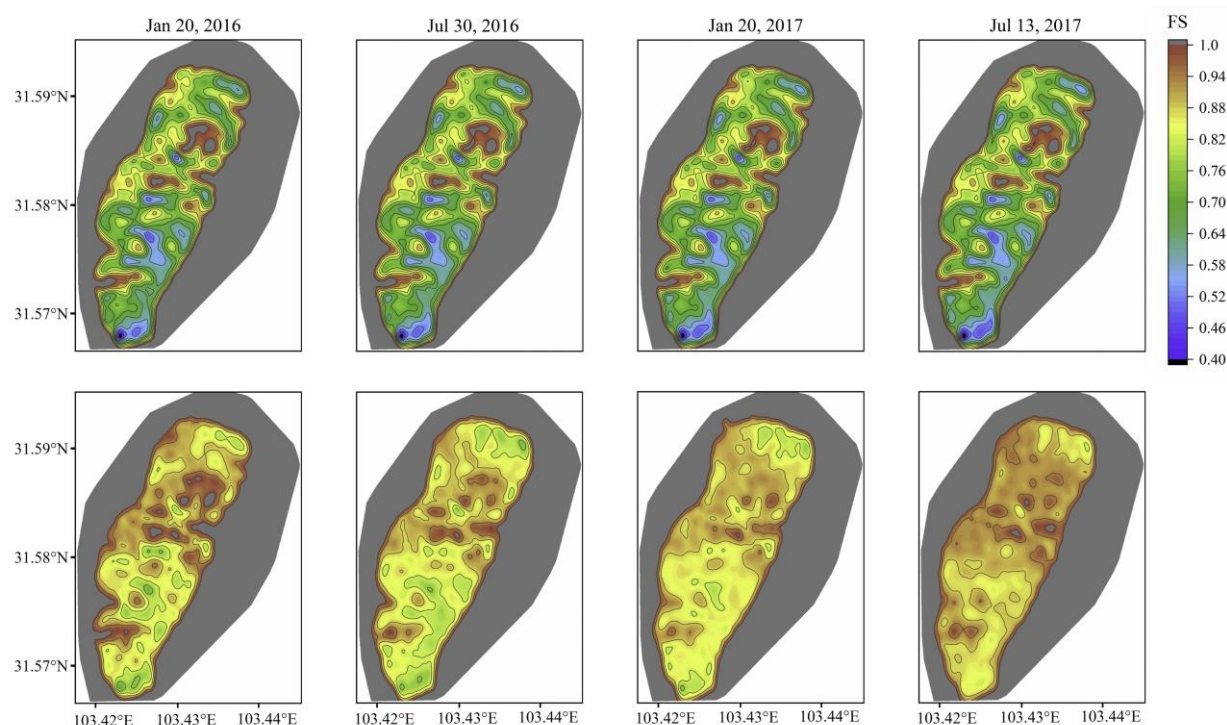 Jan 20, 2016
Jul 30, 2016
Jan 20, 2017
Jul 13, 2017
FS
1.0
0.94
0.88
0.82
0.76
0.70
0.64
0.58
0.52
0.46
0.40
31.59°N
31.58°N
31.57°N
31.59°N
31.58°N
31.57°N
103.42°E
103.43°E
103.44°E
103.42°E
103.43°E
103.44°E
103.42°E
103.43°E
103.44°E
103.42°E
103.43°E
103.44°E